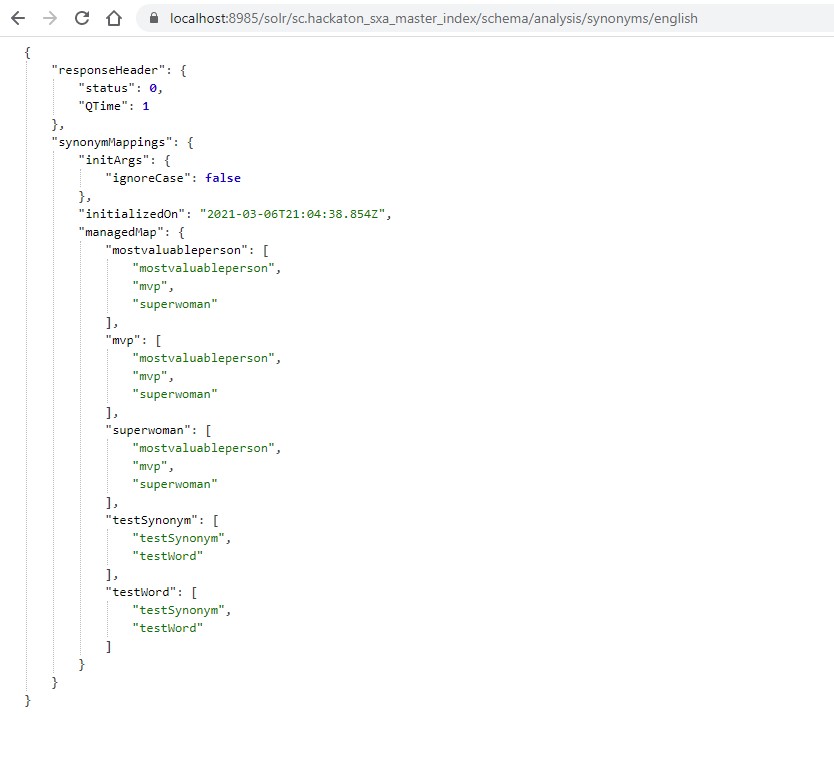 localhost:8985/solr/sc.hackaton_sxa_master_index/schema/analysis/synonyms/english
{
"responseHeader": {
"status": 0,
"QTime": 1
},
"synonymMappings": {
"initArgs": {
"ignoreCase": false
},
"initializedOn": "2021-03-06T21:04:38.854Z",
"managedMap": {
"mostvaluableperson": [
"mostvaluableperson",
"mvp",
"superwoman"
],
"mvp": [
"mostvaluableperson",
"mvp",
"superwoman"
],
"superwoman": [
"mostvaluableperson",
"mvp",
"superwoman"
],
"testSynonym": [
"testSynonym",
"testWord"
],
"testWord": [
"testSynonym",
"testWord"
]
}
}
}